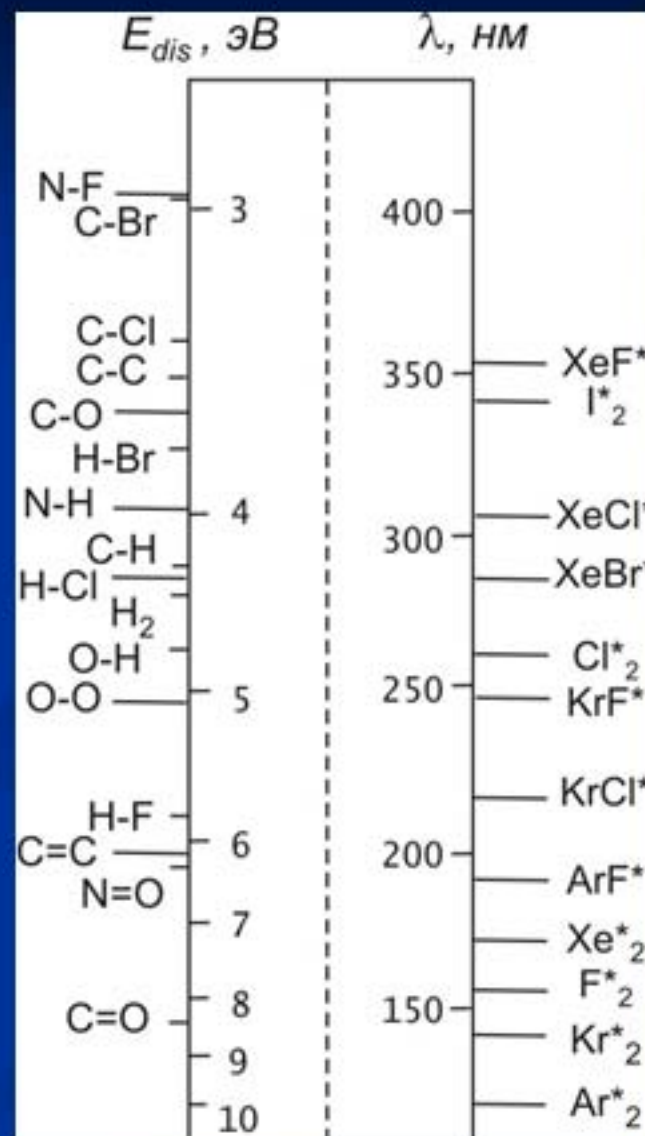 E_dis, эВ λ, нм
N-F
C-Br
3
400
C-Cl
C-C
350
XeF*
C-O
I*₂
H-Br
N-H
4
XeCl*
C-H
300
H-Cl
XeBr*
H₂
O-H
Cl*₂
O-O
5
250
KrF*
H-F
KrCl*
C=C
6
200
N=O
ArF*
7
Xe*₂
8
F*₂
C=O
150
9
Kr*₂
10
Ar*₂